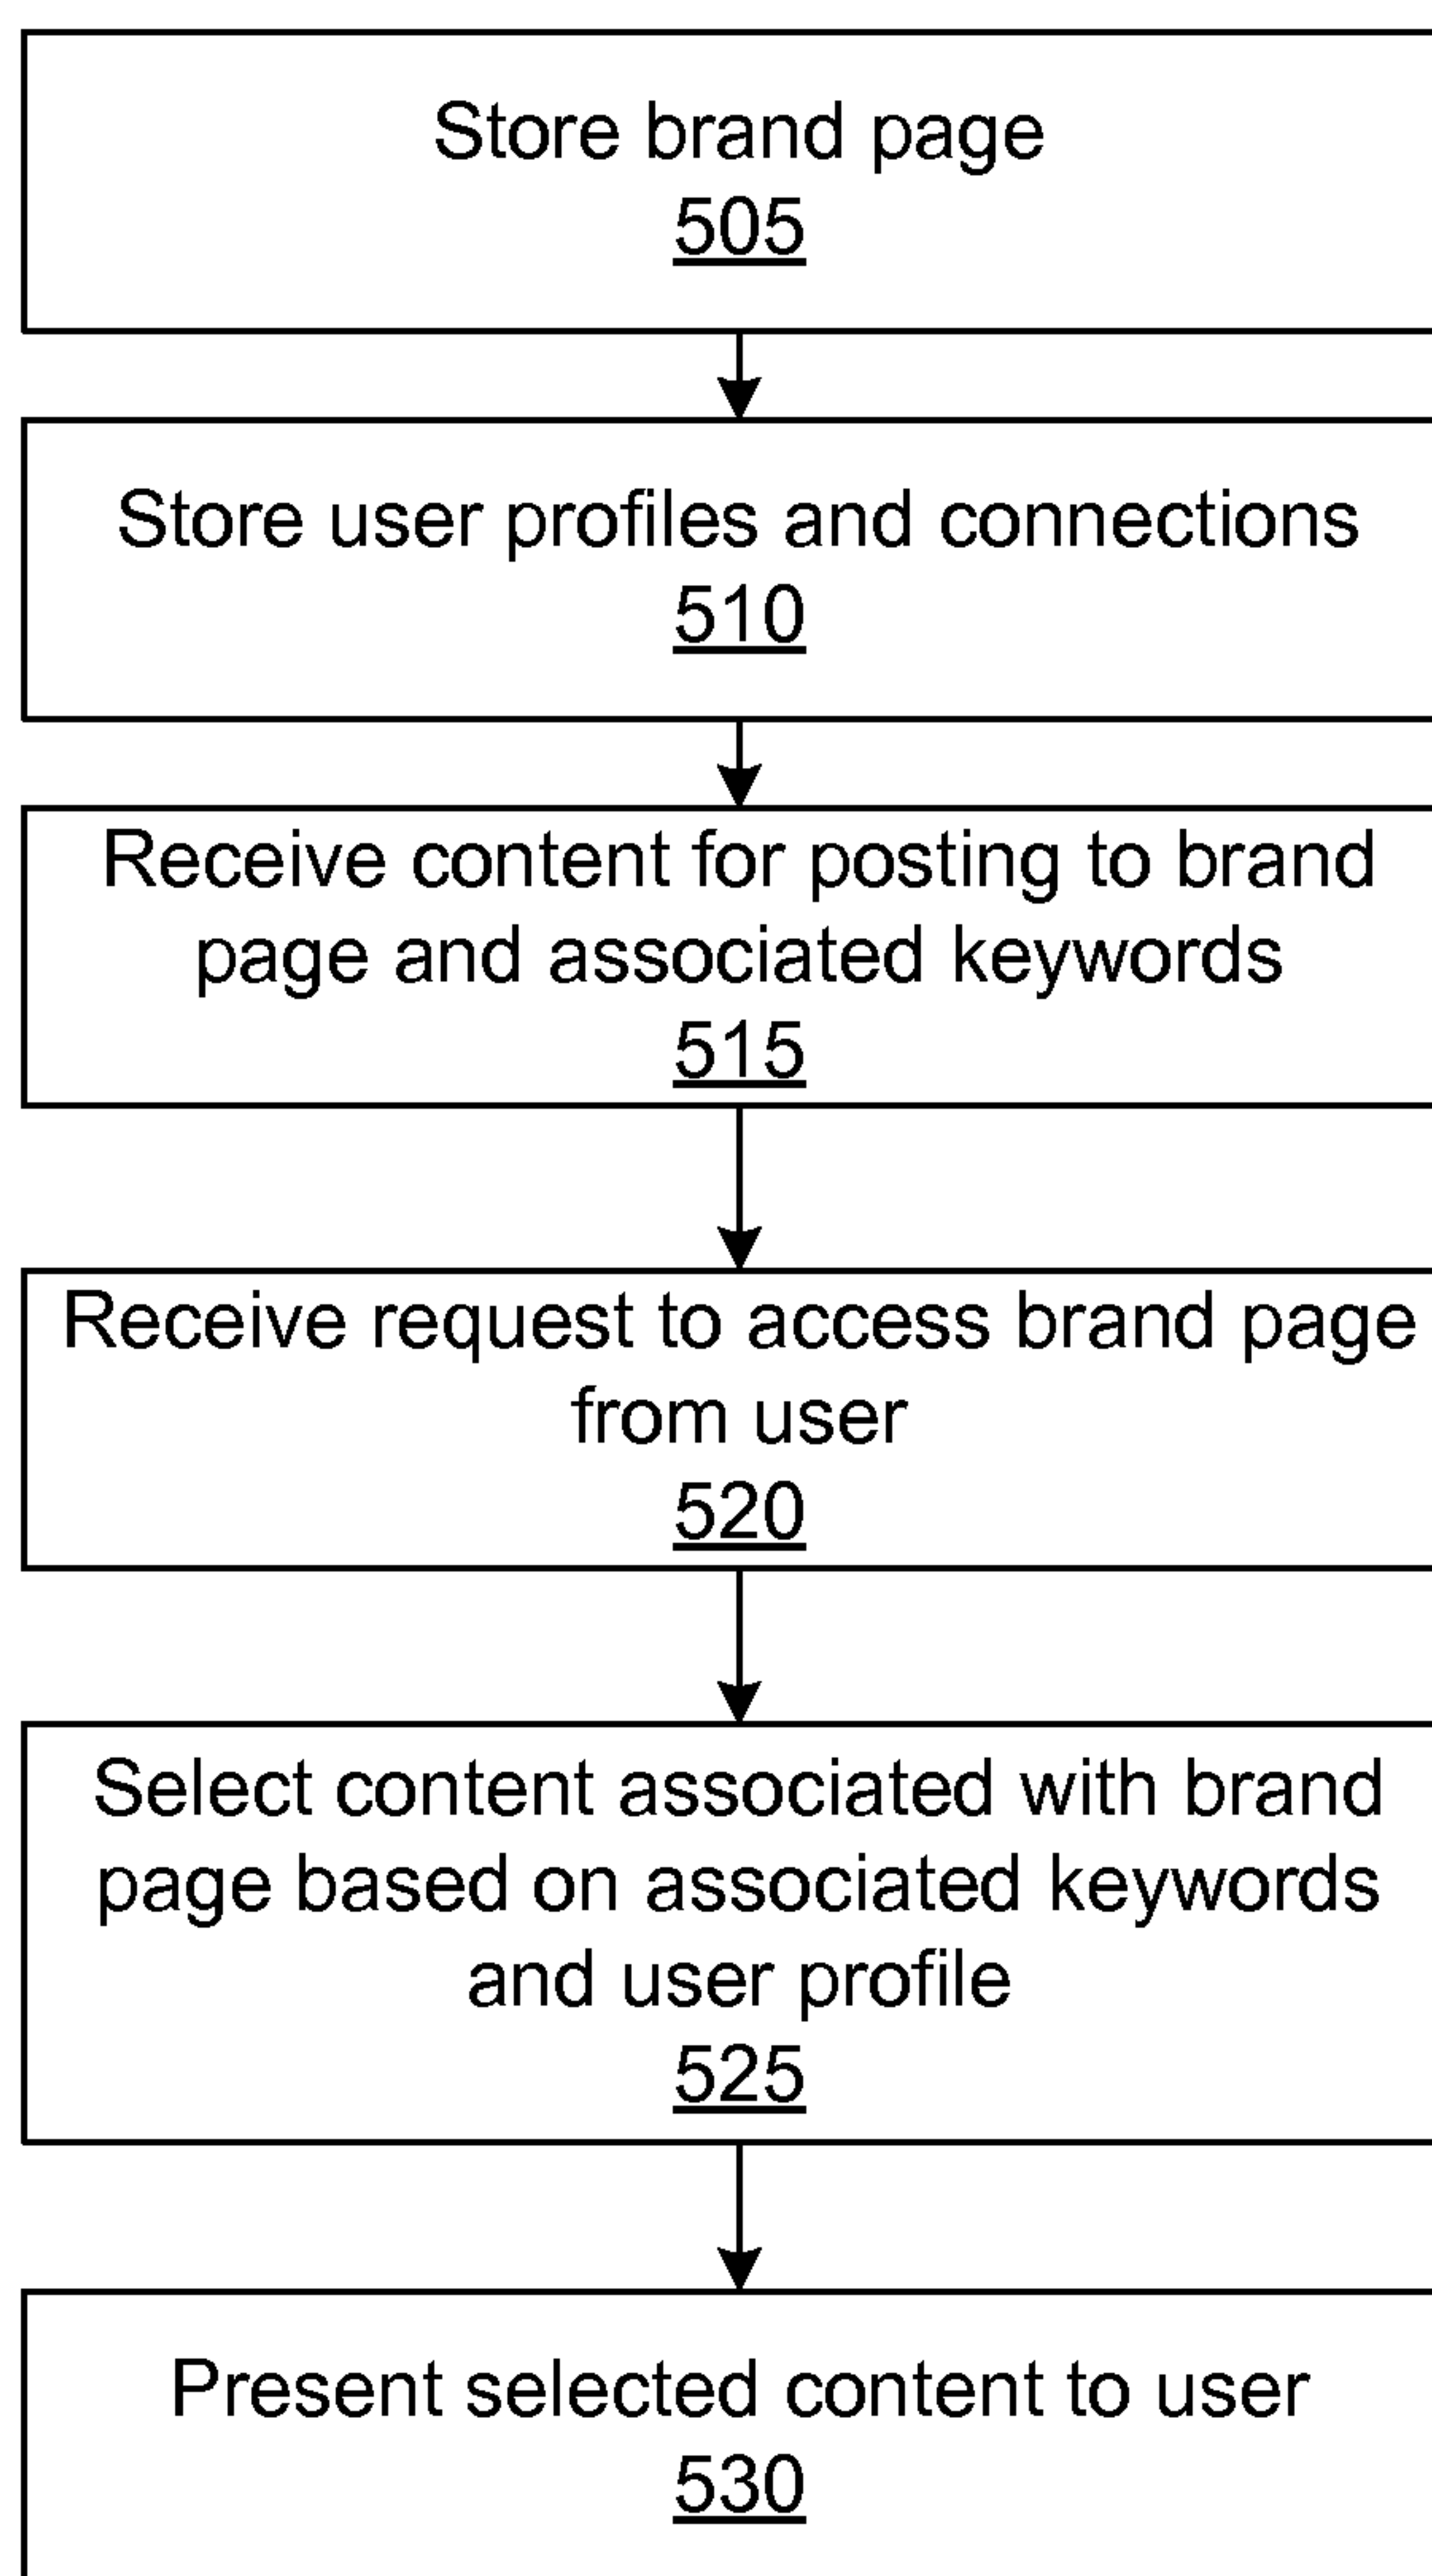 Store brand page
505
Store user profiles and connections
510
Receive content for posting to brand
page and associated keywords
515
Receive request to access brand page
from user
520
Select content associated with brand
page based on associated keywords
and user profile
525
Present selected content to user
530